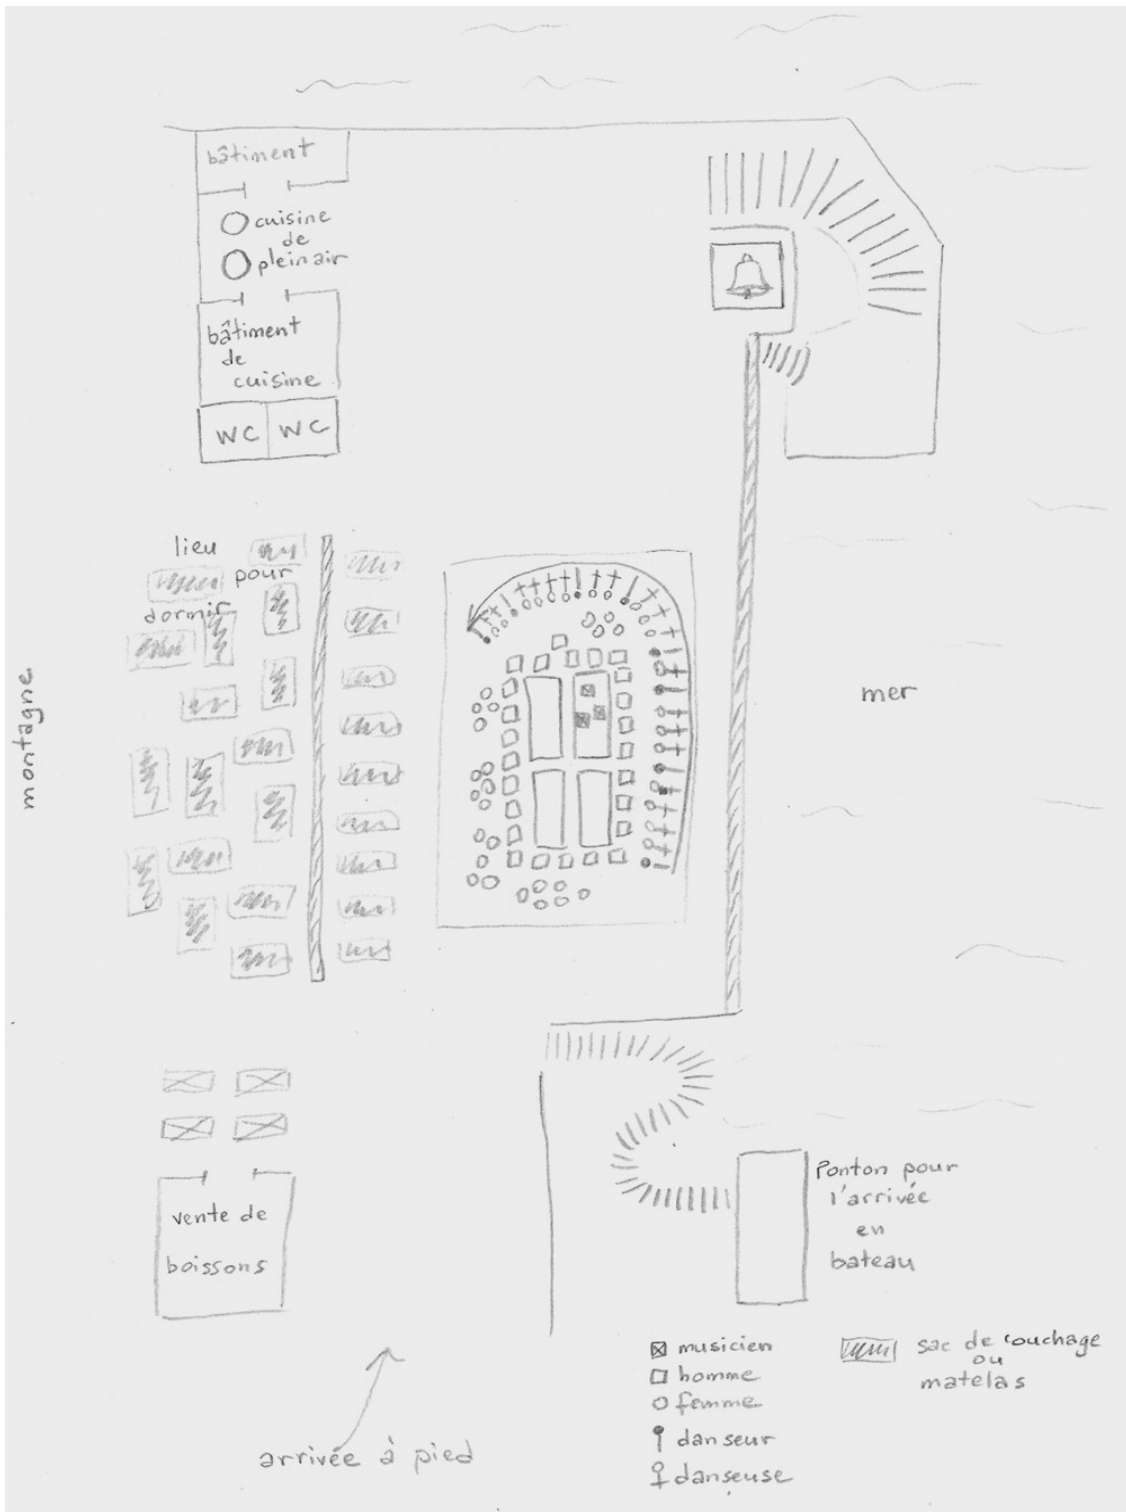 bâtiment
cuisine
de
plein air
bâtiment
de
cuisine
WC WC
lieu
pour
dormir
montagne
mer
vente de
boissons
Ponton pour
l'arrivée
en
bateau
arrivée à pied
musicien
homme
femme
danseur
danseuse
sac de couchage
ou
matelas